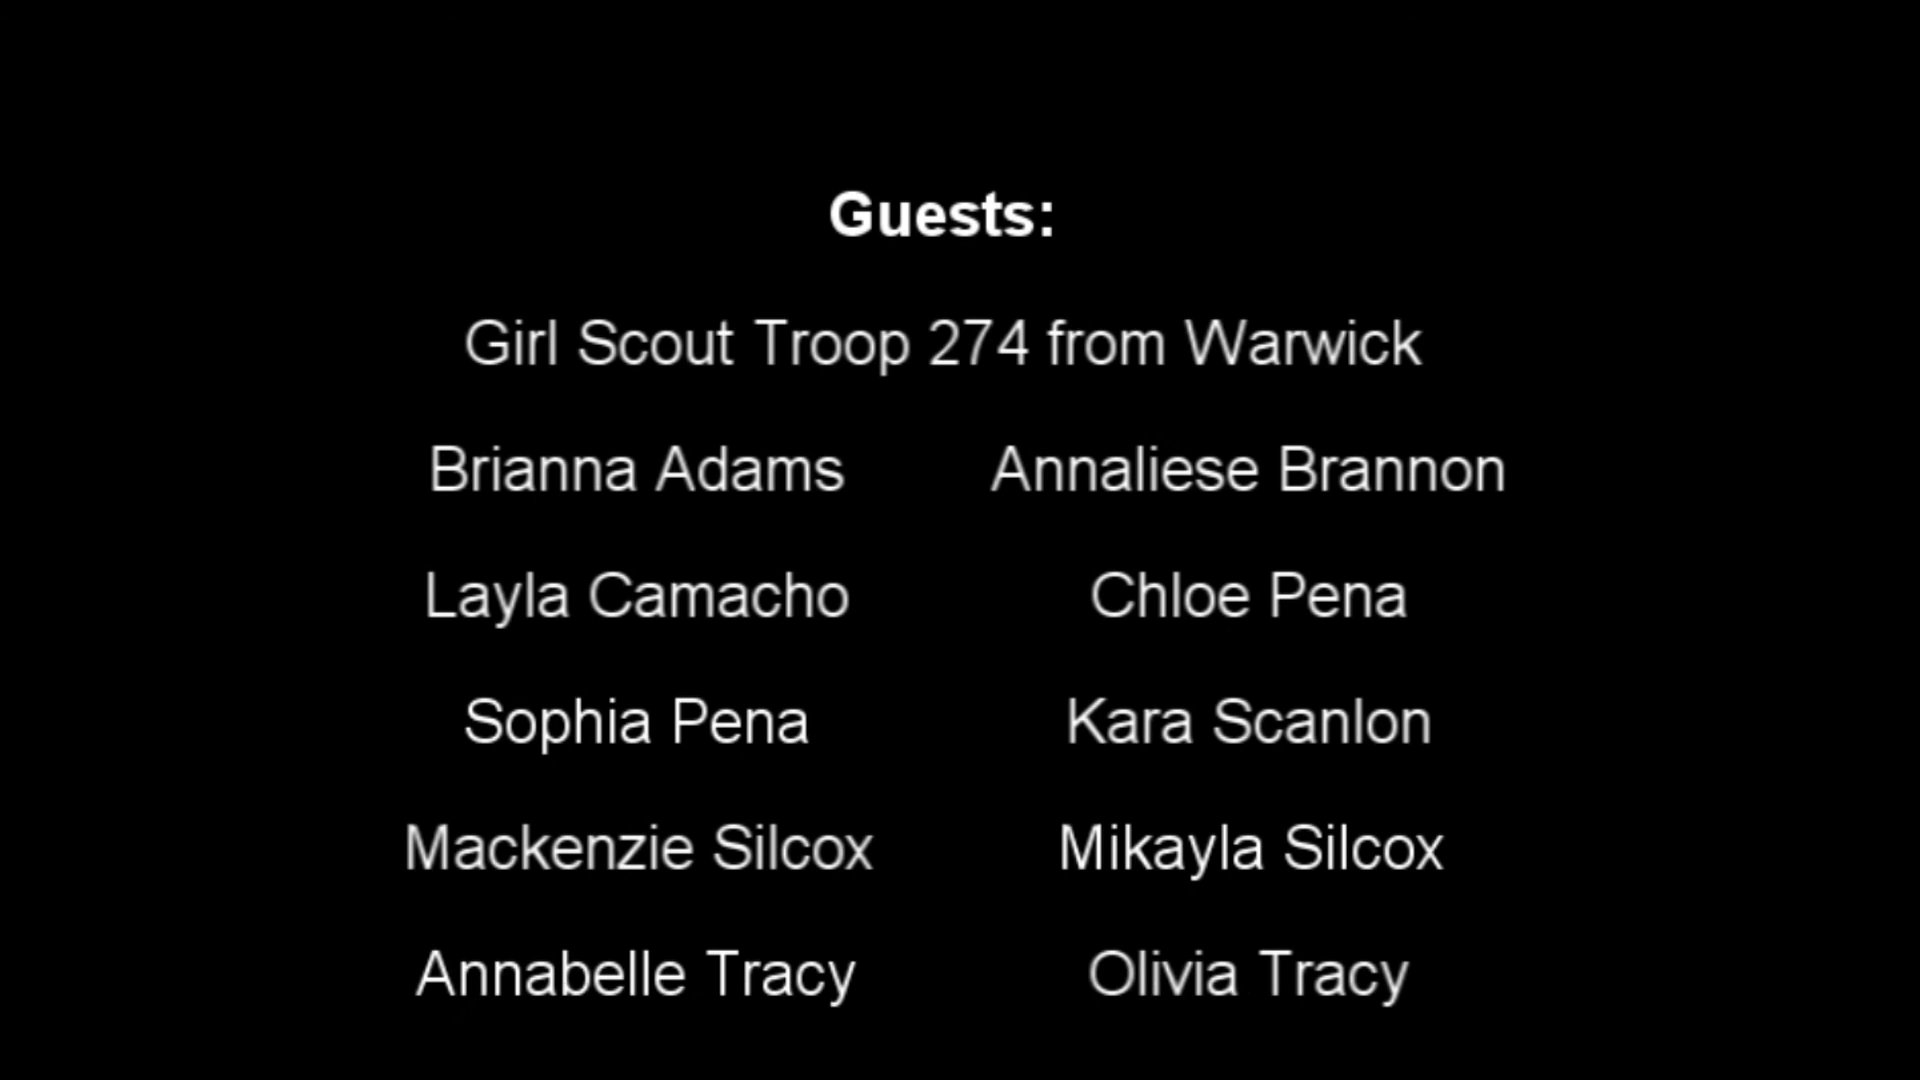 Guests:
Girl Scout Troop 274 from Warwick
Brianna Adams Annaliese Brannon
Layla Camacho Chloe Pena
Sophia Pena Kara Scanlon
Mackenzie Silcox Mikayla Silcox
Annabelle Tracy Olivia Tracy